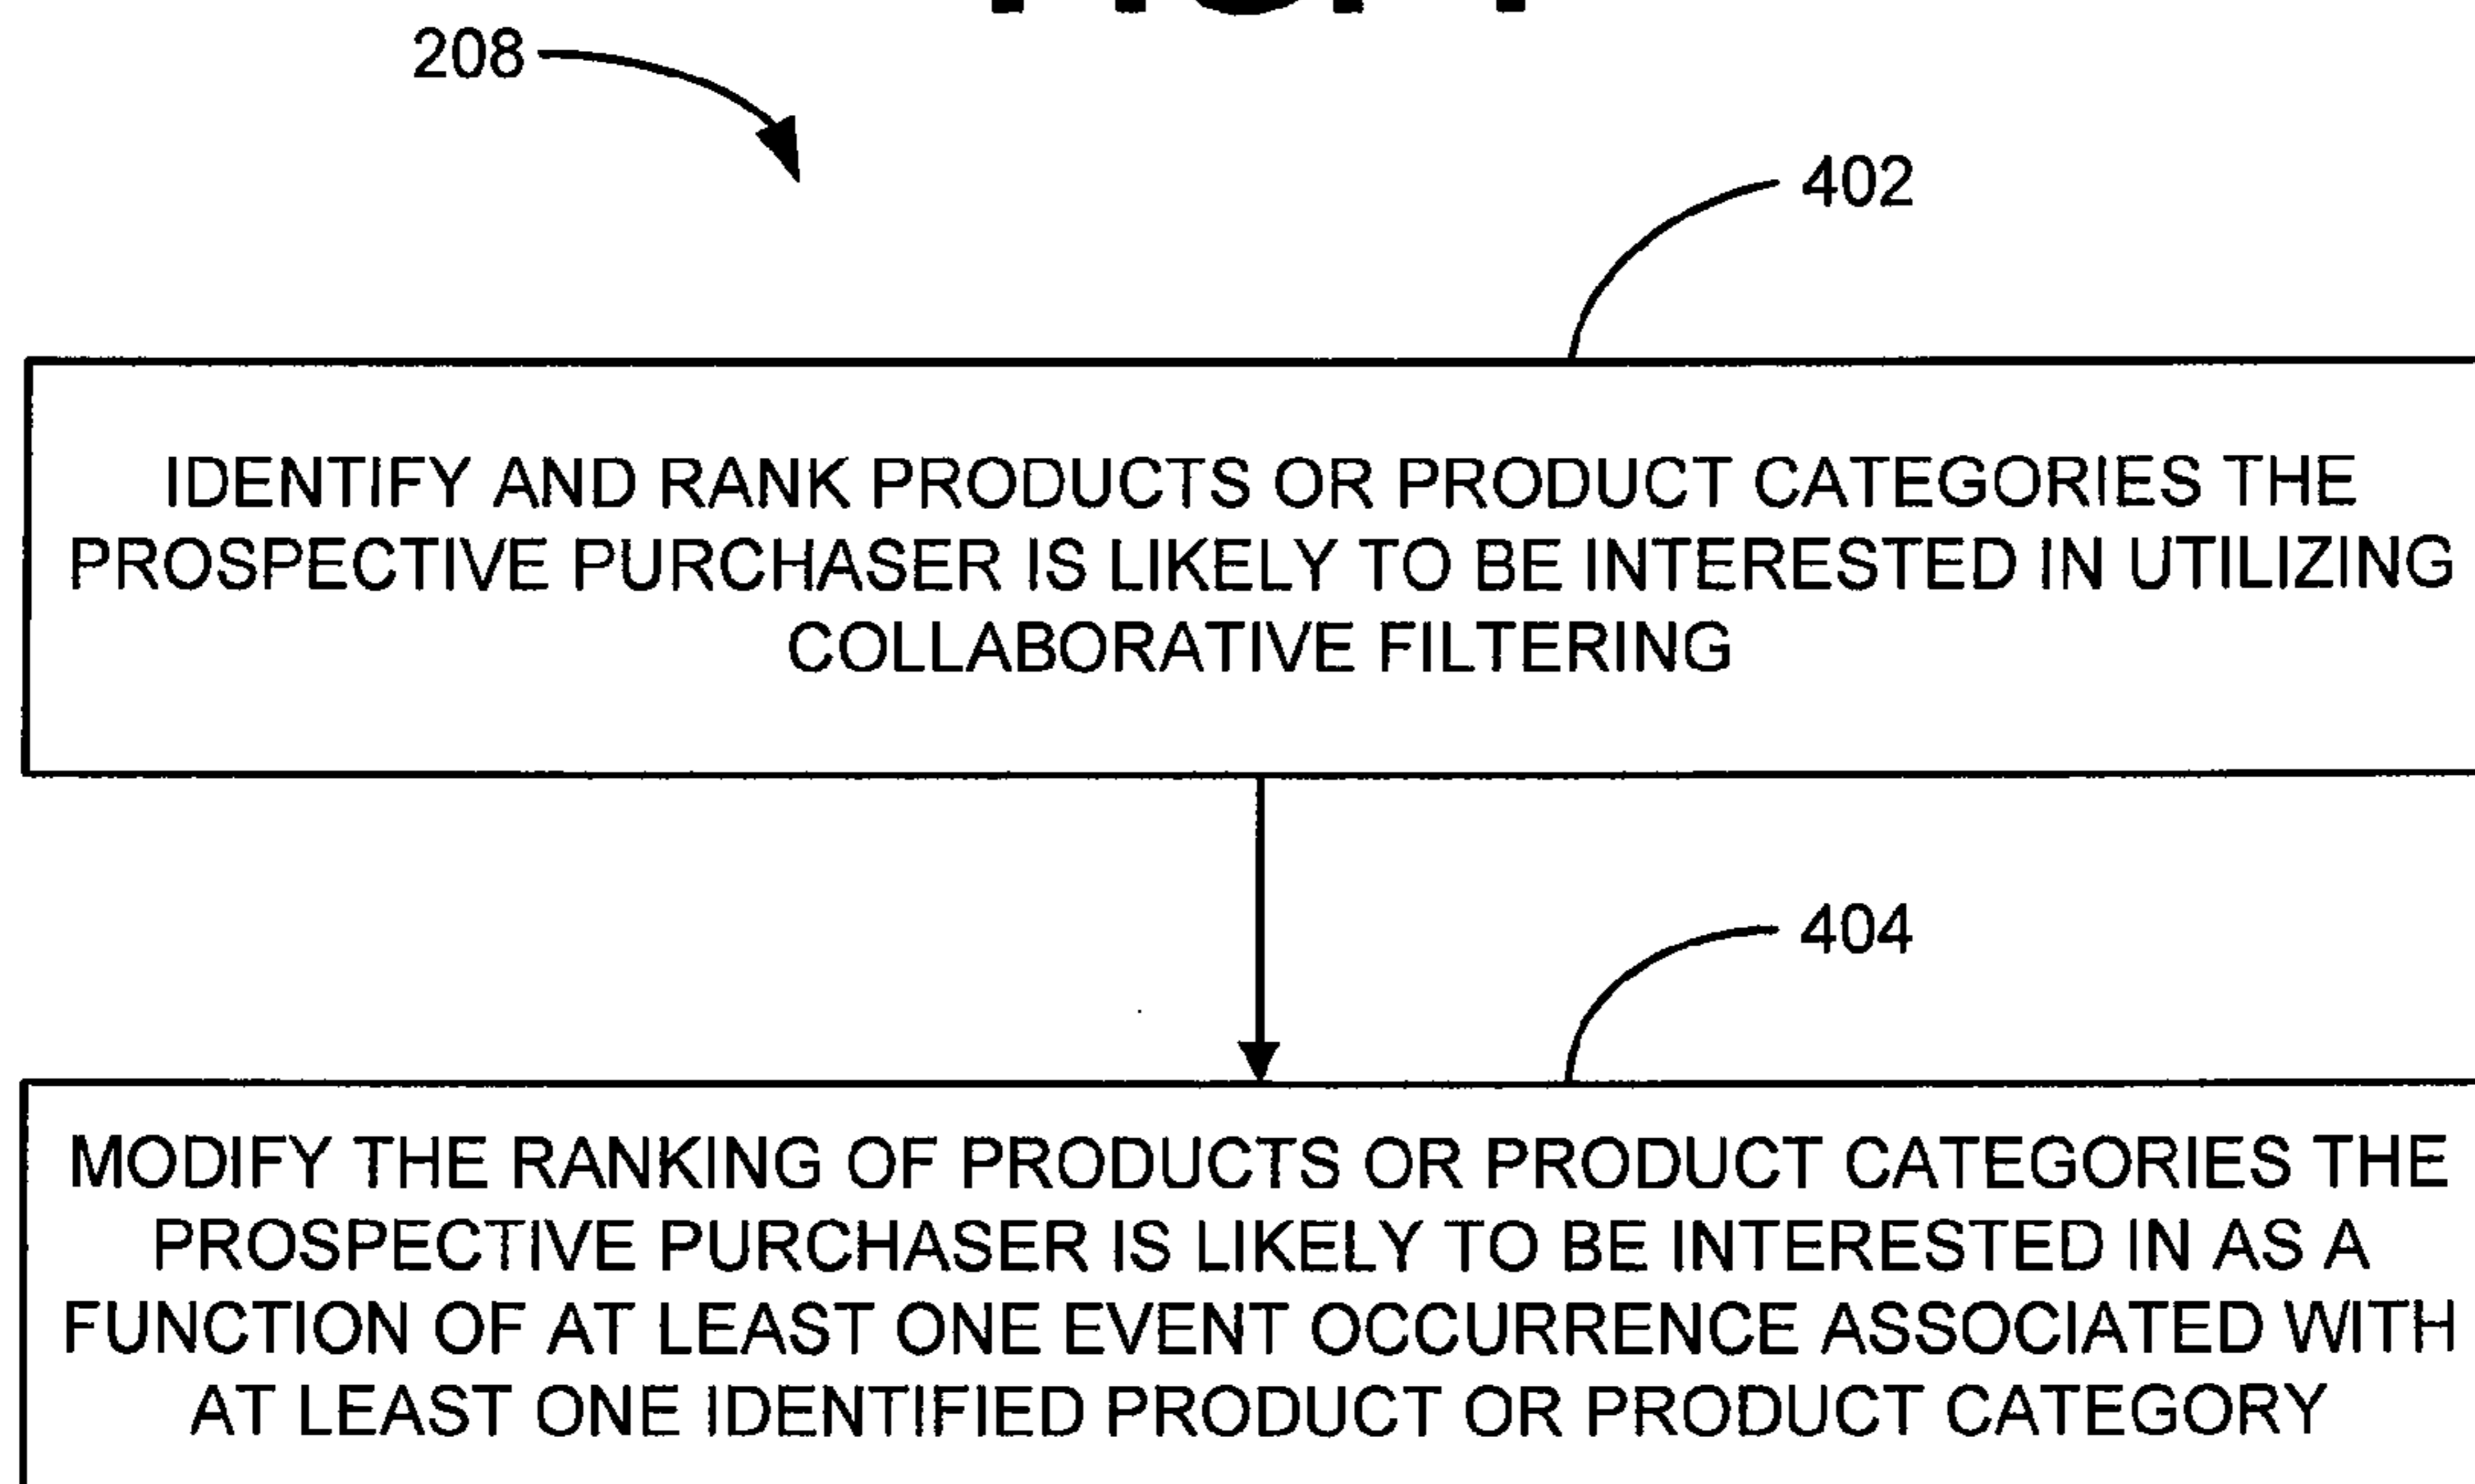 208
402
IDENTIFY AND RANK PRODUCTS OR PRODUCT CATEGORIES THE
PROSPECTIVE PURCHASER IS LIKELY TO BE INTERESTED IN UTILIZING
COLLABORATIVE FILTERING
404
MODIFY THE RANKING OF PRODUCTS OR PRODUCT CATEGORIES THE
PROSPECTIVE PURCHASER IS LIKELY TO BE INTERESTED IN AS A
FUNCTION OF AT LEAST ONE EVENT OCCURRENCE ASSOCIATED WITH
AT LEAST ONE IDENTIFIED PRODUCT OR PRODUCT CATEGORY